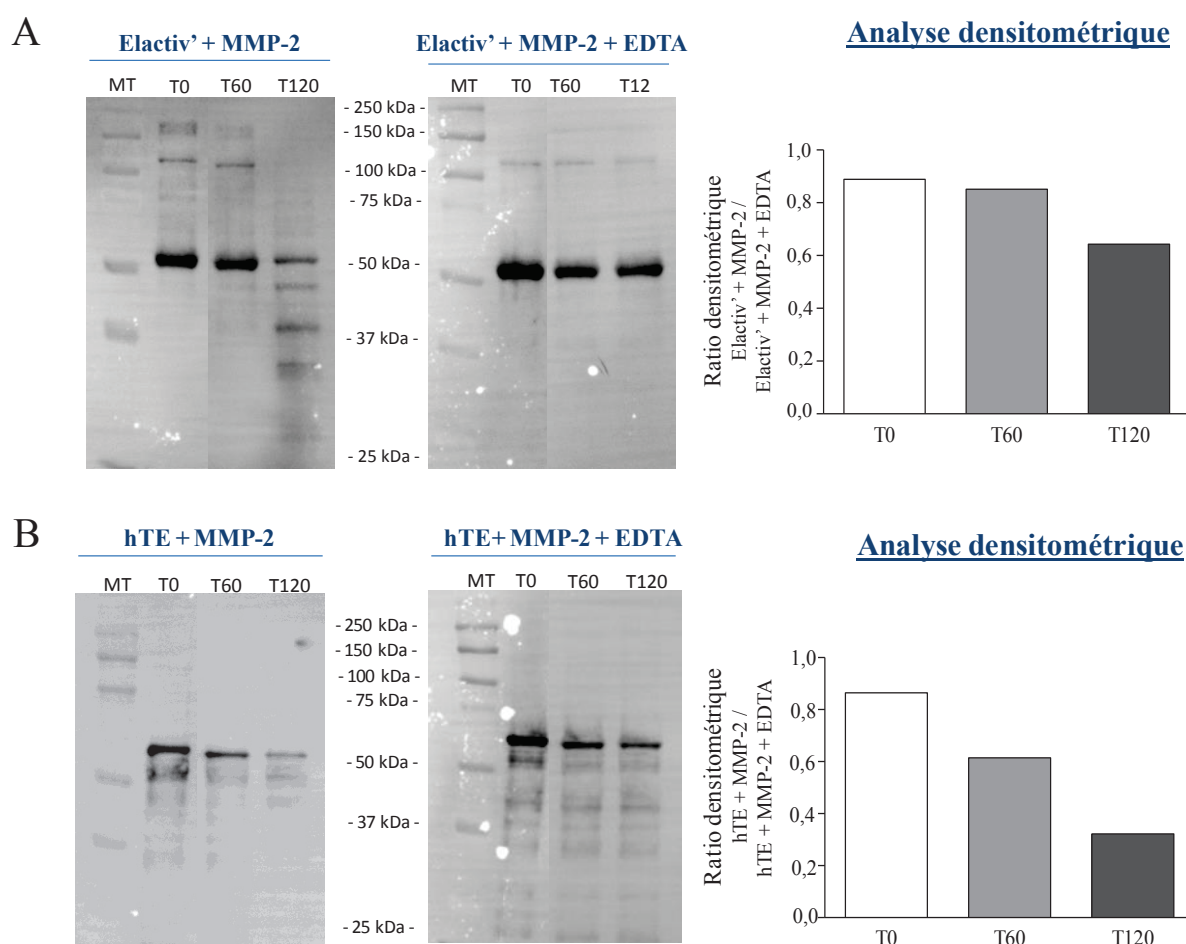 A
Elactiv’ + MMP-2
MT T0 T60 T120
- 250 kDa -
- 150 kDa -
- 100 kDa -
- 75 kDa -
- 50 kDa -
- 37 kDa -
- 25 kDa -
Elactiv’ + MMP-2 + EDTA
MT T0 T60 T12
Analyse densitométrique
Ratio densitométrique
Elactiv’ + MMP-2 /
Elactiv’ + MMP-2 + EDTA
1,0
0,8
0,6
0,4
0,2
0,0
T0 T60 T120
B
hTE + MMP-2
MT T0 T60 T120
- 250 kDa -
- 150 kDa -
- 100 kDa -
- 75 kDa -
- 50 kDa -
- 37 kDa -
- 25 kDa -
hTE+ MMP-2 + EDTA
MT T0 T60 T120
Analyse densitométrique
Ratio densitométrique
hTE + MMP-2 /
hTE + MMP-2 + EDTA
1,0
0,8
0,6
0,4
0,2
0,0
T0 T60 T120